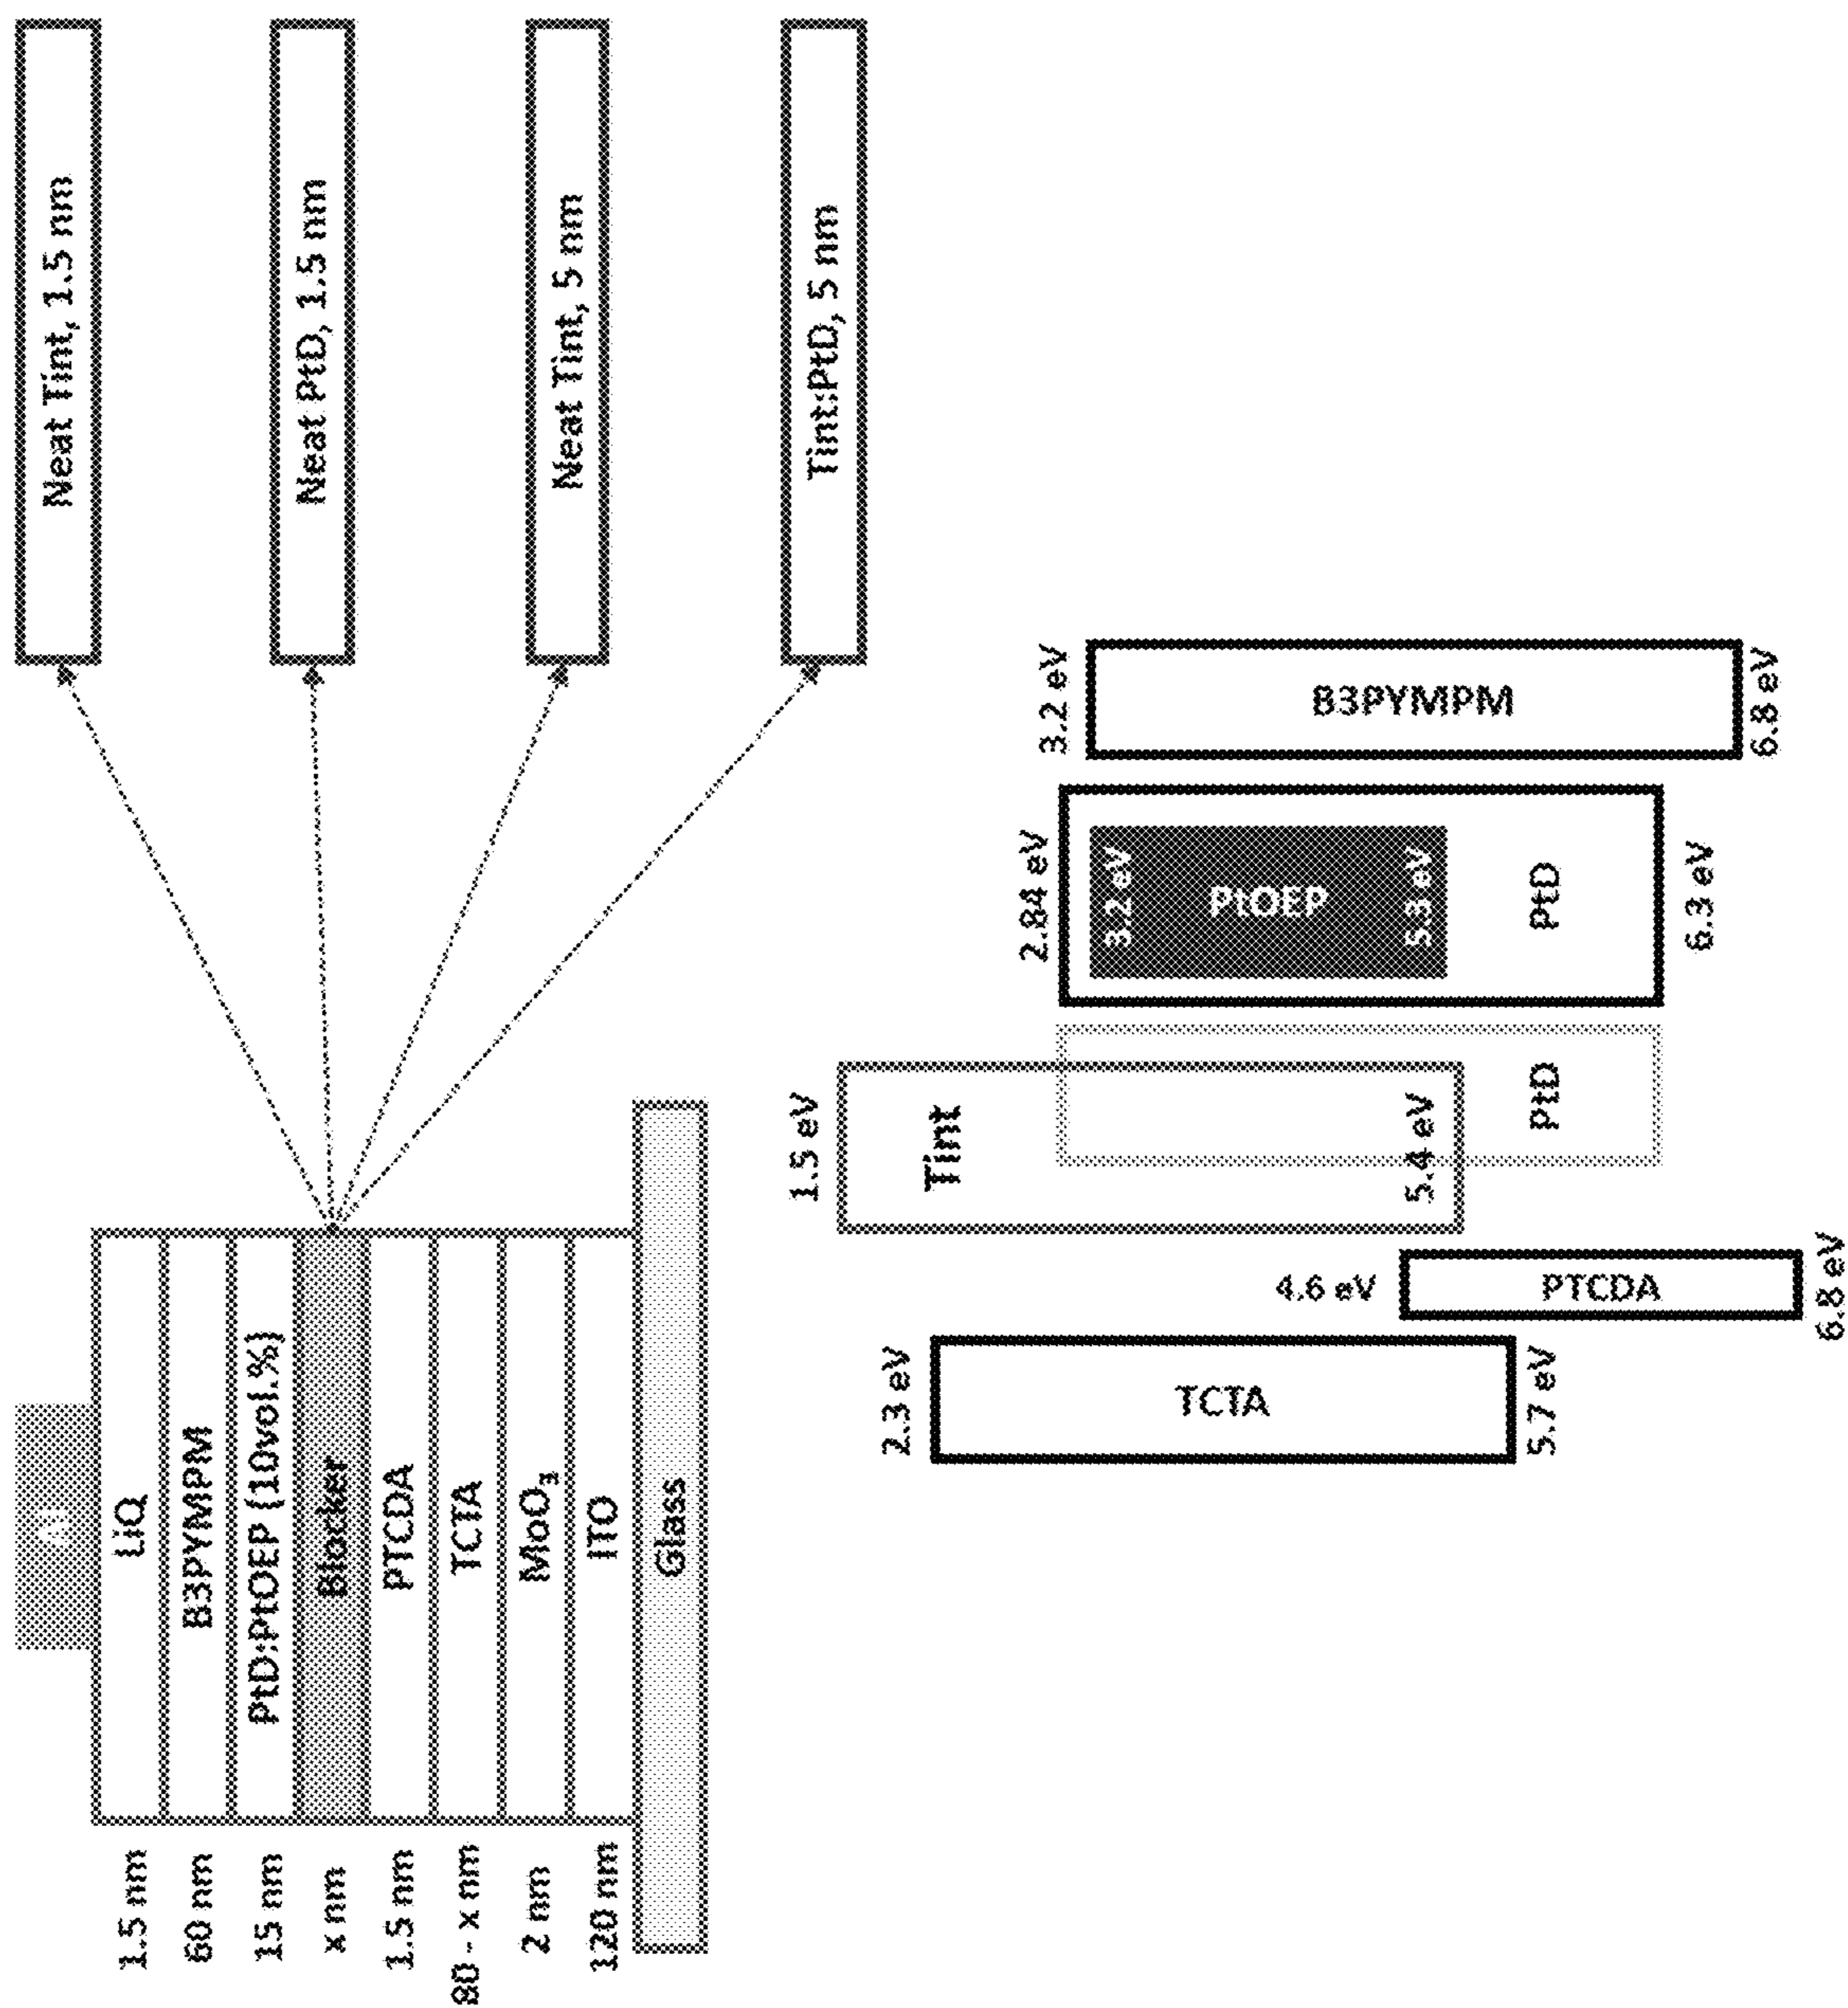 Al
1.5 nm
LiQ
60 nm
B3PYMPM
15 nm
PtD:PtOEP (10vol.%)
x nm
Blocker
1.5 nm
PTCDA
80 - x nm
TCTA
2 nm
MoO₃
120 nm
ITO
Glass
Neat Tint, 1.5 nm
Neat PtD, 1.5 nm
Neat Tint, 5 nm
Tint:PtD, 5 nm
2.3 eV
TCTA
5.7 eV
4.6 eV
PTCDA
6.8 eV
1.5 eV
Tint
5.4 eV
PtD
2.84 eV
3.2 eV
PtOEP
5.3 eV
PtD
6.3 eV
3.2 eV
B3PYMPM
6.8 eV